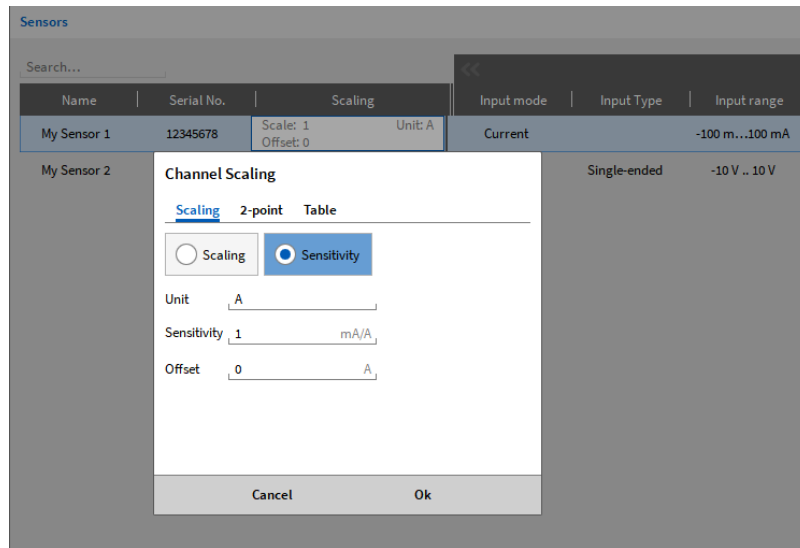 Sensors
Search...
Name Serial No. Scaling Input mode Input Type Input range
My Sensor 1 12345678 Scale: 1 Unit: A Current -100 m...100 mA
Offset: 0
My Sensor 2 Single-ended -10 V .. 10 V
Channel Scaling
Scaling 2-point Table
Scaling Sensitivity
Unit A
Sensitivity 1 mA/A
Offset 0 A
Cancel Ok